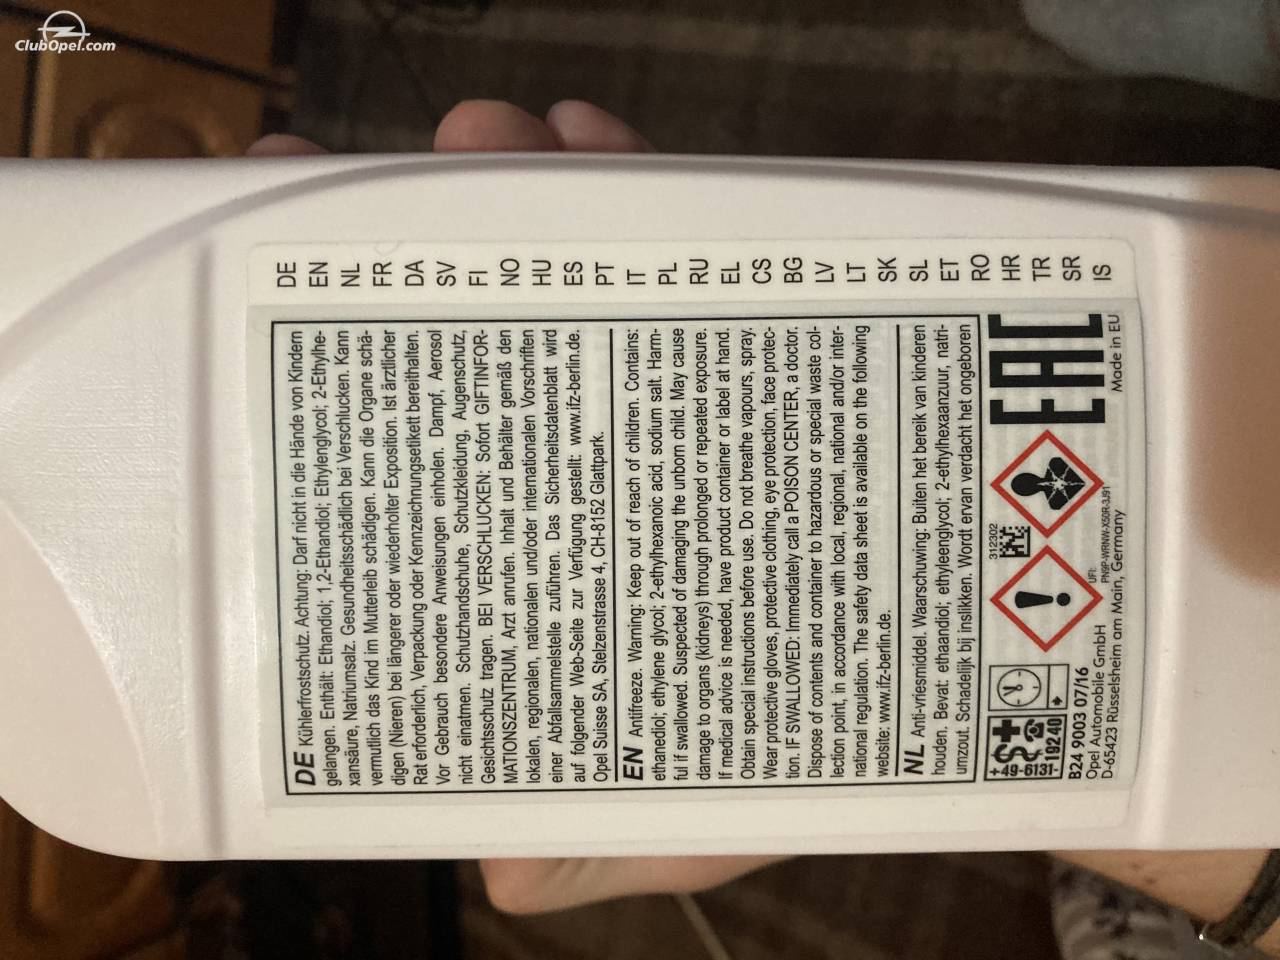 ClubOpel.com
DE
EN
NL
FR
DA
SV
FI
NO
HU
ES
PT
IT
PL
RU
EL
CS
BG
LV
LT
SK
SL
ET
RO
HR
TR
SR
IS
DE Kühlerfrostschutz. Achtung: Darf nicht in die Hände von Kindern
gelangen. Enthält: Ethandiol; 1,2-Ethandiol; Ethylenglycol; 2-Ethylhe-
xansäure, Natriumsalz. Gesundheitsschädlich bei Verschlucken. Kann
vermutlich das Kind im Mutterleib schädigen. Kann die Organe schä-
digen (Nieren) bei längerer oder wiederholter Exposition. Ist ärztlicher
Rat erforderlich, Verpackung oder Kennzeichnungsetikett bereithalten.
Vor Gebrauch besondere Anweisungen einholen. Dampf, Aerosol
nicht einatmen. Schutzhandschuhe, Schutzkleidung, Augenschutz,
Gesichtsschutz tragen. BEI VERSCHLUCKEN: Sofort GIFTINFOR-
MATIONSZENTRUM, Arzt anrufen. Inhalt und Behälter gemäß den
lokalen, regionalen, nationalen und/oder internationalen Vorschriften
einer Abfallsammelstelle zuführen. Das Sicherheitsdatenblatt wird
auf folgender Web-Seite zur Verfügung gestellt: www.ifz-berlin.de.
Opel Suisse SA, Stelzenstrasse 4, CH-8152 Glattpark.
EN Antifreeze. Warning: Keep out of reach of children. Contains:
ethanediol; ethylene glycol; 2-ethylhexanoic acid, sodium salt. Harm-
ful if swallowed. Suspected of damaging the unborn child. May cause
damage to organs (kidneys) through prolonged or repeated exposure.
If medical advice is needed, have product container or label at hand.
Obtain special instructions before use. Do not breathe vapours, spray.
Wear protective gloves, protective clothing, eye protection, face protec-
tion. IF SWALLOWED: Immediately call a POISON CENTER, a doctor.
Dispose of contents and container to hazardous or special waste col-
lection point, in accordance with local, regional, national and/or inter-
national regulation. The safety data sheet is available on the following
website: www.ifz-berlin.de.
NL Anti-vriesmiddel. Waarschuwing: Buiten het bereik van kinderen
houden. Bevat: ethaandiol; ethyleenglycol; 2-ethylhexaanzuur, natri-
umzout. Schadelijk bij inslikken. Wordt ervan verdacht het ongeboren
+49-6131-19240
312302
EAC
UFI:
PN9P-WRNW-X50R-3J91
B24 9003 07/16
Opel Automobile GmbH
D-65423 Rüsselsheim am Main, Germany
Made in EU